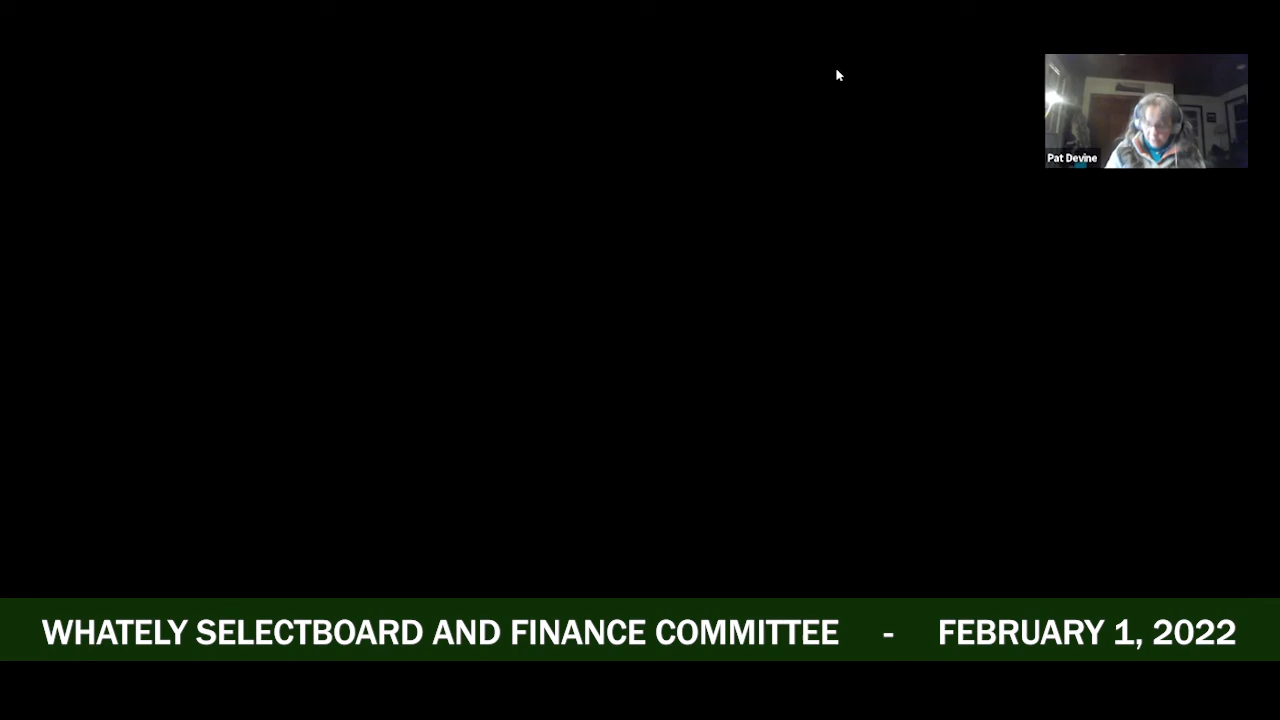 Pat Devine
WHATELY SELECTBOARD AND FINANCE COMMITTEE - FEBRUARY 1, 2022